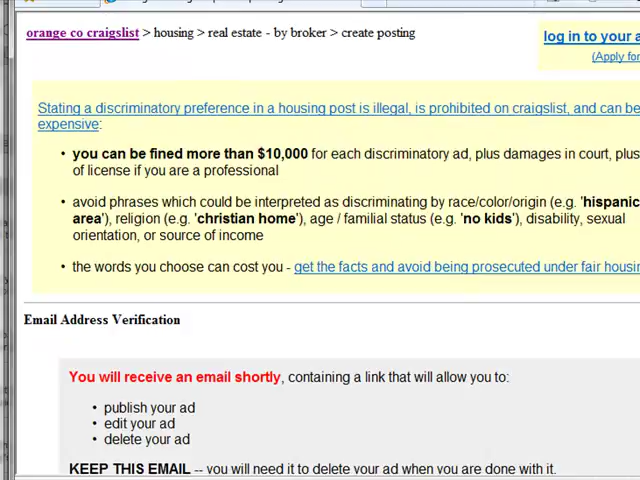 orange co craigslist > housing > real estate - by broker > create posting
log in to your a
(Apply for
Stating a discriminatory preference in a housing post is illegal, is prohibited on craigslist, and can be
expensive:
• you can be fined more than $10,000 for each discriminatory ad, plus damages in court, plus
of license if you are a professional
• avoid phrases which could be interpreted as discriminating by race/color/origin (e.g. 'hispanic
area'), religion (e.g. 'christian home'), age / familial status (e.g. 'no kids'), disability, sexual
orientation, or source of income
• the words you choose can cost you - get the facts and avoid being prosecuted under fair housin
Email Address Verification
You will receive an email shortly, containing a link that will allow you to:
• publish your ad
• edit your ad
• delete your ad
KEEP THIS EMAIL -- you will need it to delete your ad when you are done with it.